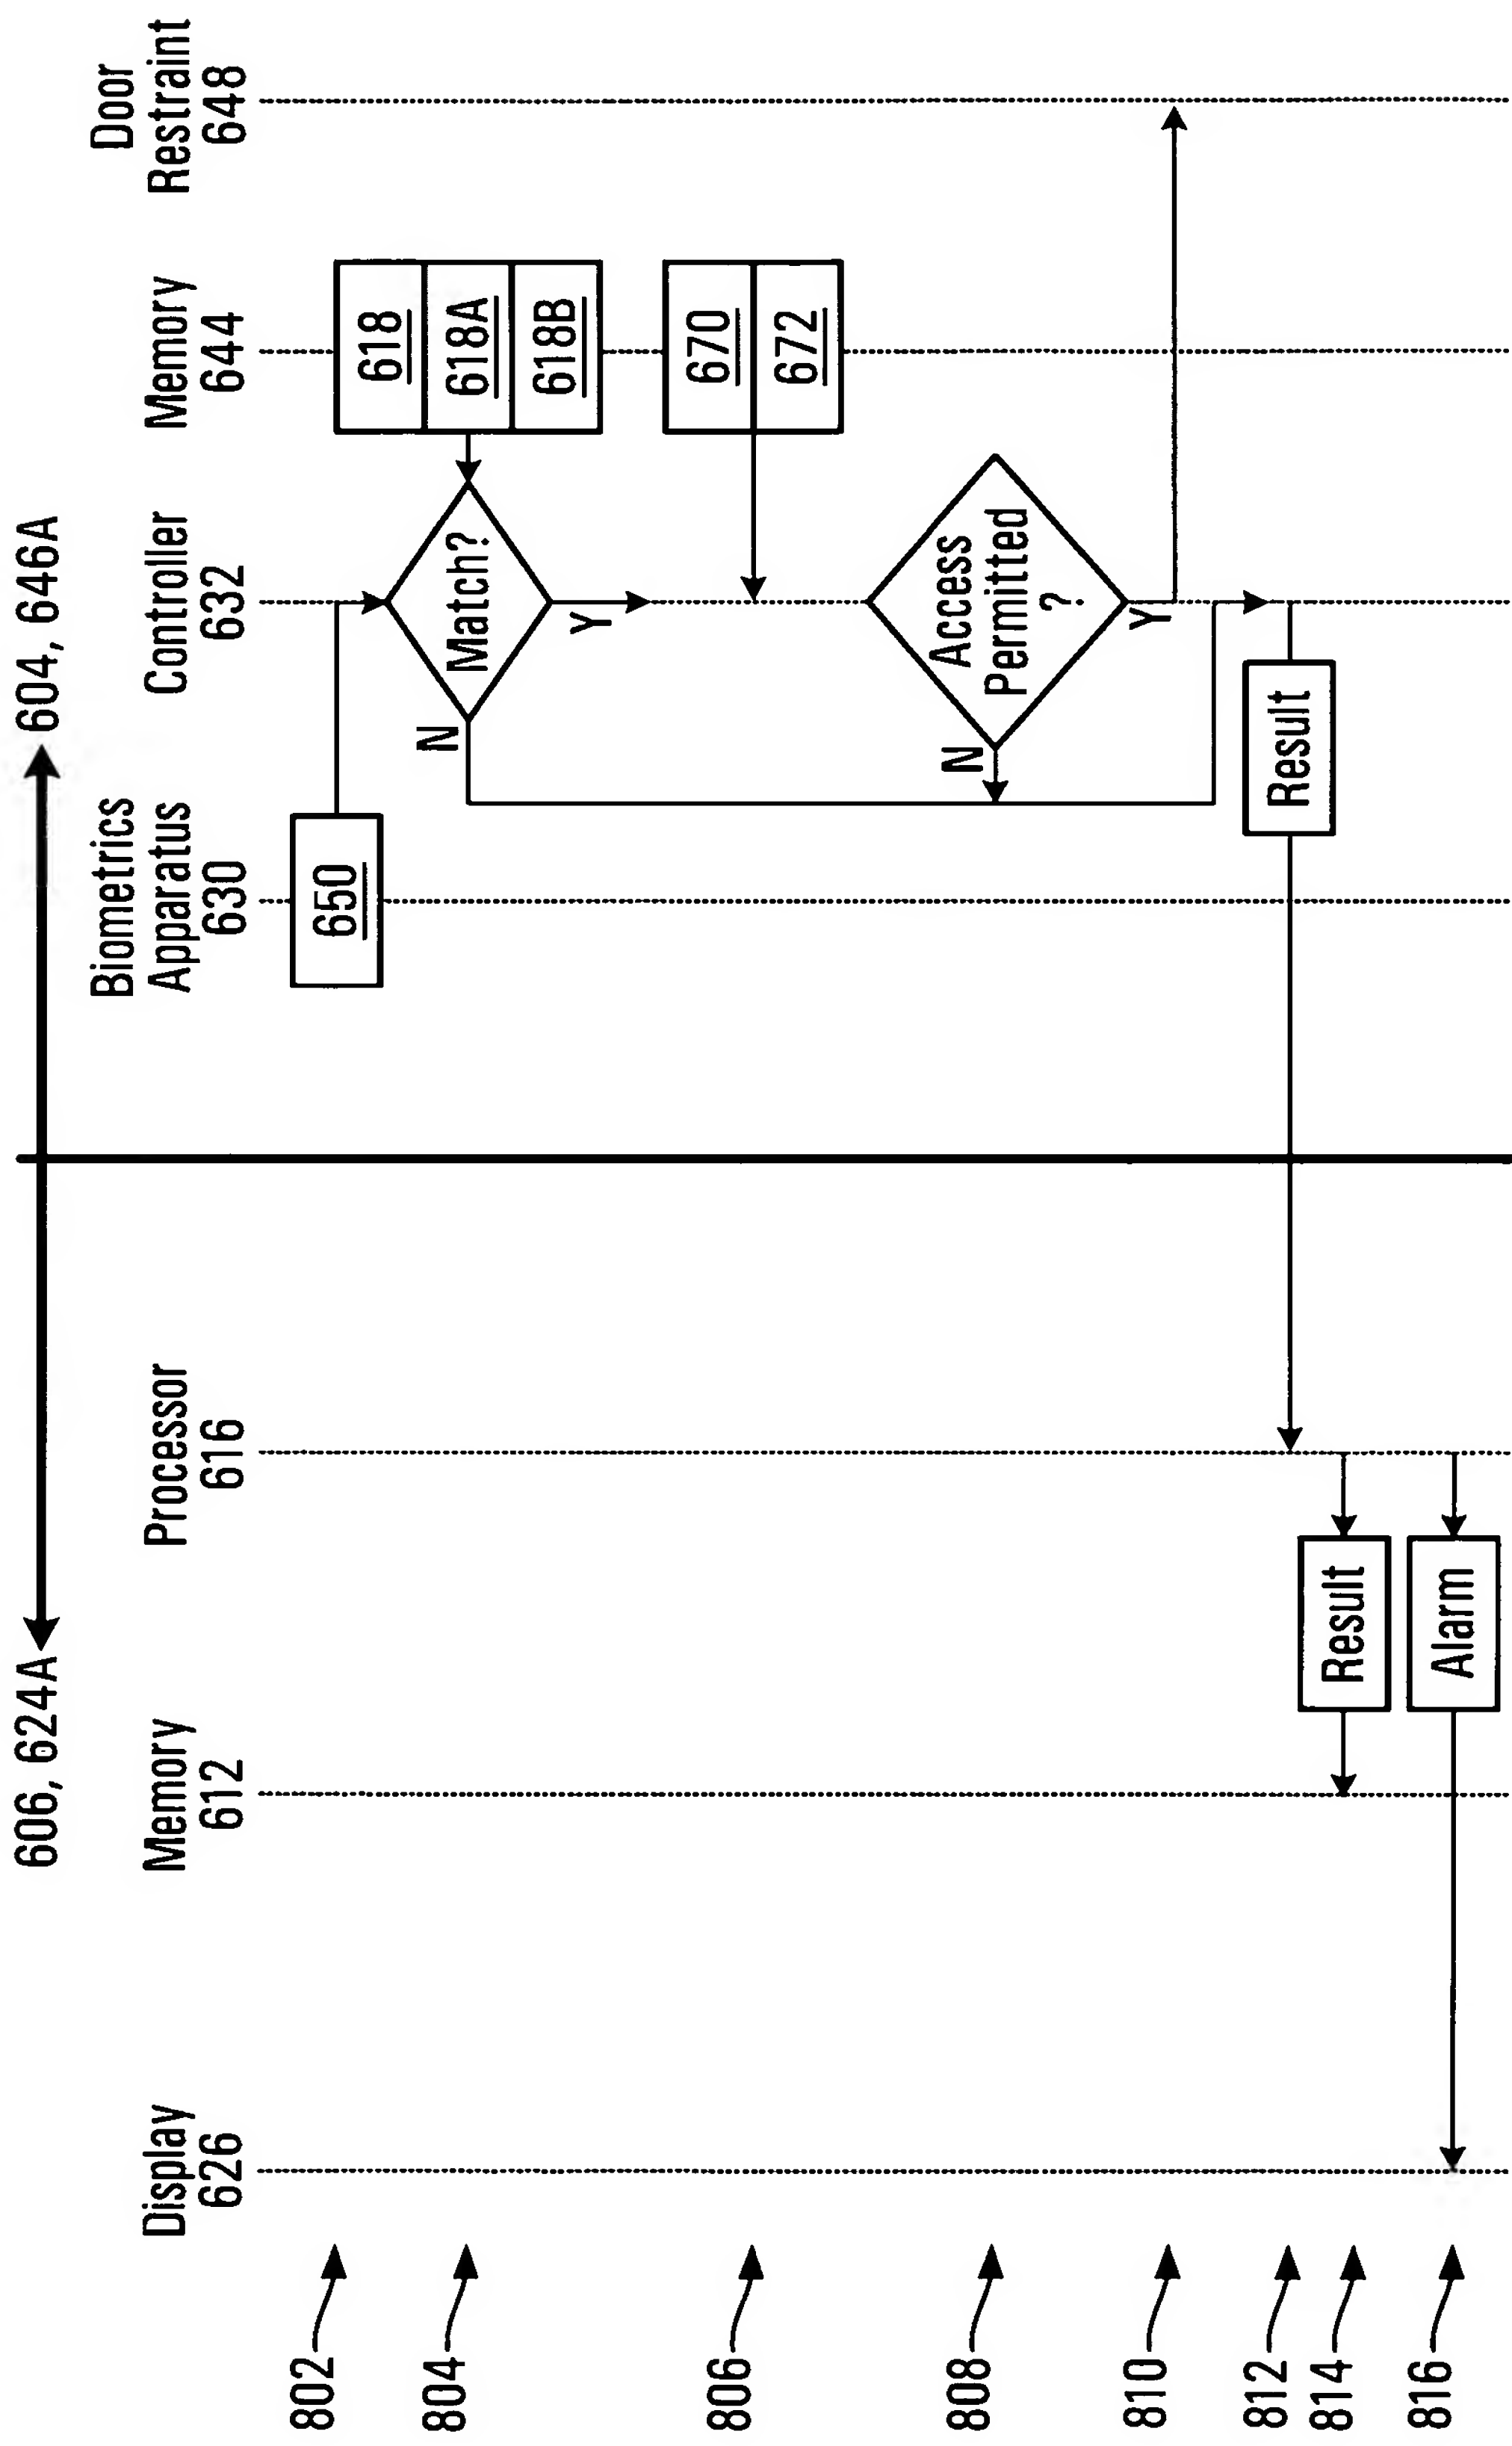 606, 624A
604, 646A
Display
626
Memory
612
Processor
616
Biometrics
Apparatus
630
Controller
632
Memory
644
Door
Restraint
648
802
650
618
618A
618B
804
Match?
N
Y
806
670
672
808
Access
Permitted
?
N
Y
810
812
Result
814
Result
816
Alarm